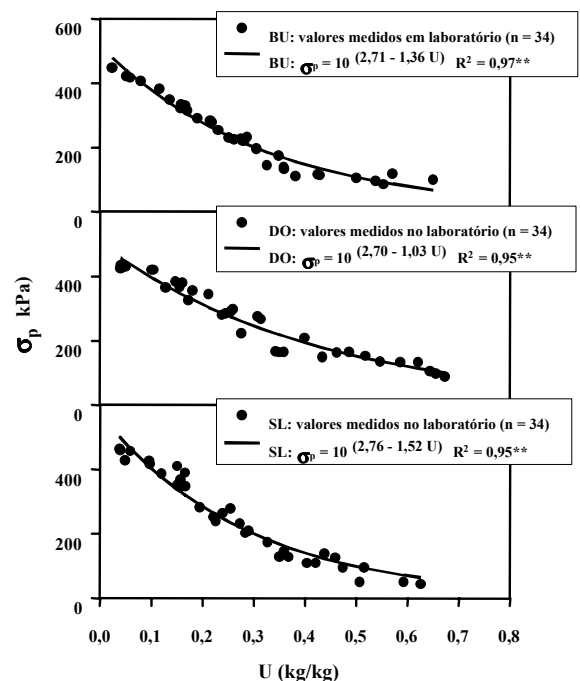 600
BU: valores medidos em laboratório (n = 34)
BU: σp = 10 (2,71 - 1,36 U) R2 = 0,97**
400
200
0
DO: valores medidos no laboratório (n = 34)
DO: σp = 10 (2,70 - 1,03 U) R2 = 0,95**
400
200
0
SL: valores medidos no laboratório (n = 34)
SL: σp = 10 (2,76 - 1,52 U) R2 = 0,95**
400
200
0
σp kPa
0,0 0,1 0,2 0,3 0,4 0,5 0,6 0,7 0,8
U (kg/kg)